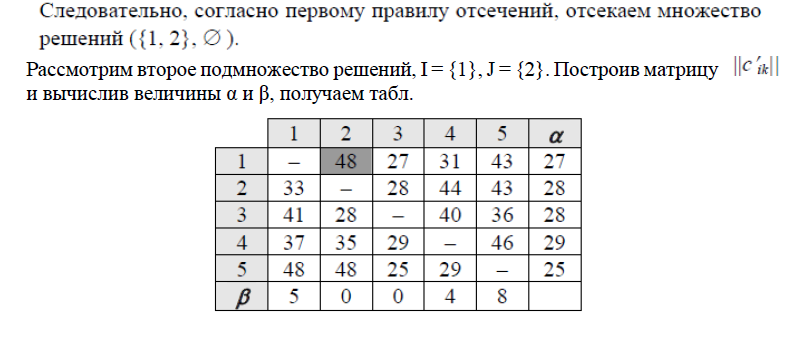 Следовательно, согласно первому правилу отсечений, отсекаем множество
решений ({1, 2}, ∅ ).
Рассмотрим второе подмножество решений, I = {1}, J = {2}. Построив матрицу ||c′ik||
и вычислив величины α и β, получаем табл.
1 2 3 4 5 α
1 – 48 27 31 43 27
2 33 – 28 44 43 28
3 41 28 – 40 36 28
4 37 35 29 – 46 29
5 48 48 25 29 – 25
β 5 0 0 4 8